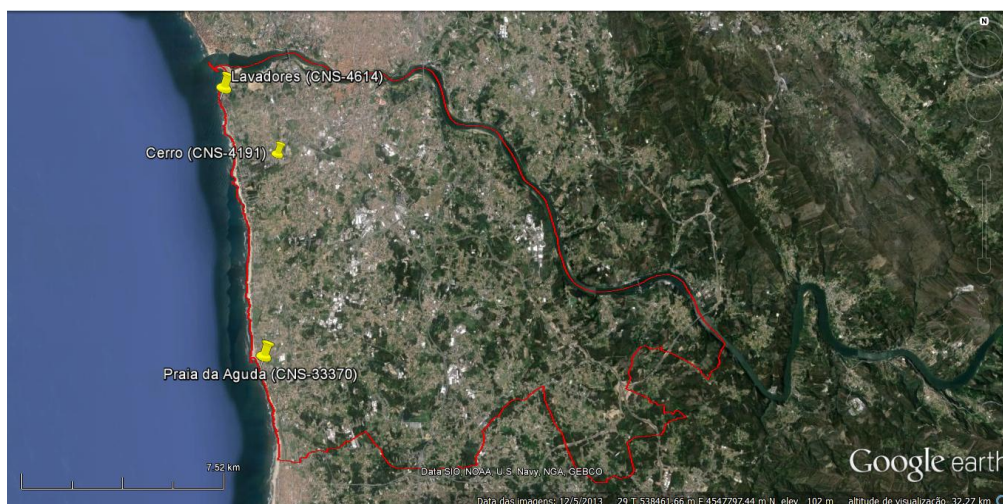 N
Lavadores (CNS-4614)
Cerro (CNS-4191)
Praia da Aguda (CNS-33370)
7.52 km
Data SIO, NOAA, U.S. Navy, NGA, GEBCO
Google earth
Data das imagens: 12/5/2013 29 T 538461.66 m E 4547797.44 m N elev 102 m altitude de visualização 32.27 km